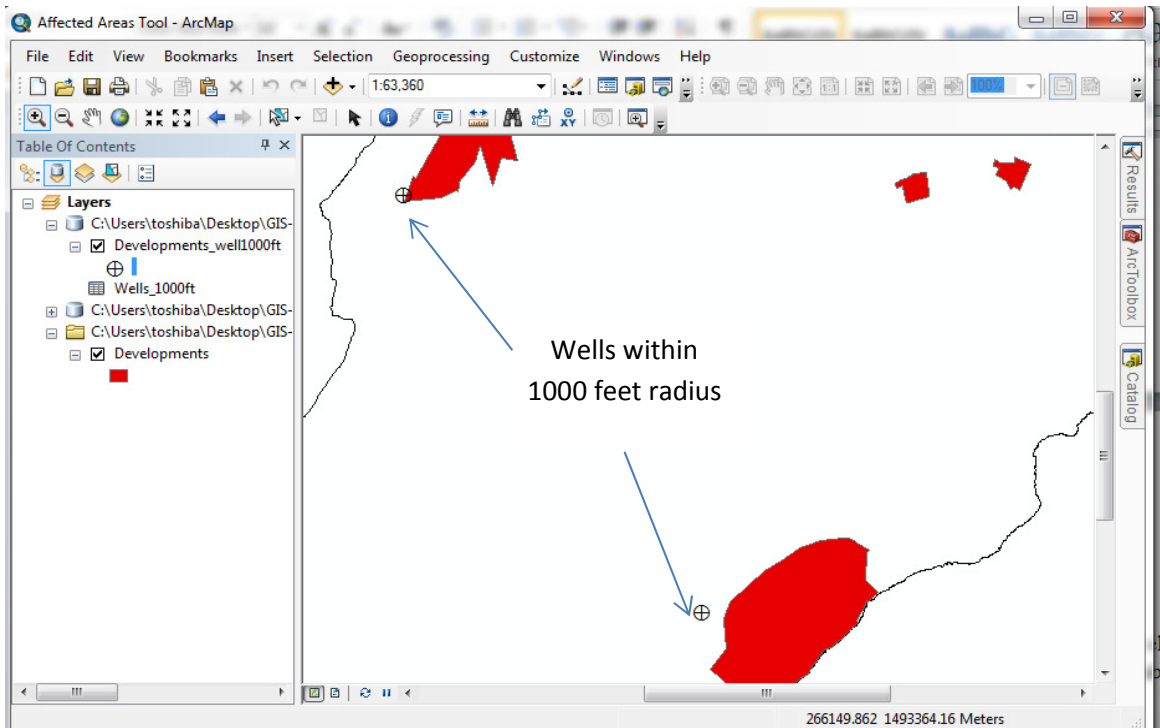 Affected Areas Tool - ArcMap
File Edit View Bookmarks Insert Selection Geoprocessing Customize Windows Help
1:63,360
100%
Table Of Contents
Layers
C:\Users\toshiba\Desktop\GIS-
Developments_well1000ft
Wells_1000ft
C:\Users\toshiba\Desktop\GIS-
C:\Users\toshiba\Desktop\GIS-
Developments
Wells within
1000 feet radius
Results
ArcToolbox
Catalog
266149.862 1493364.16 Meters